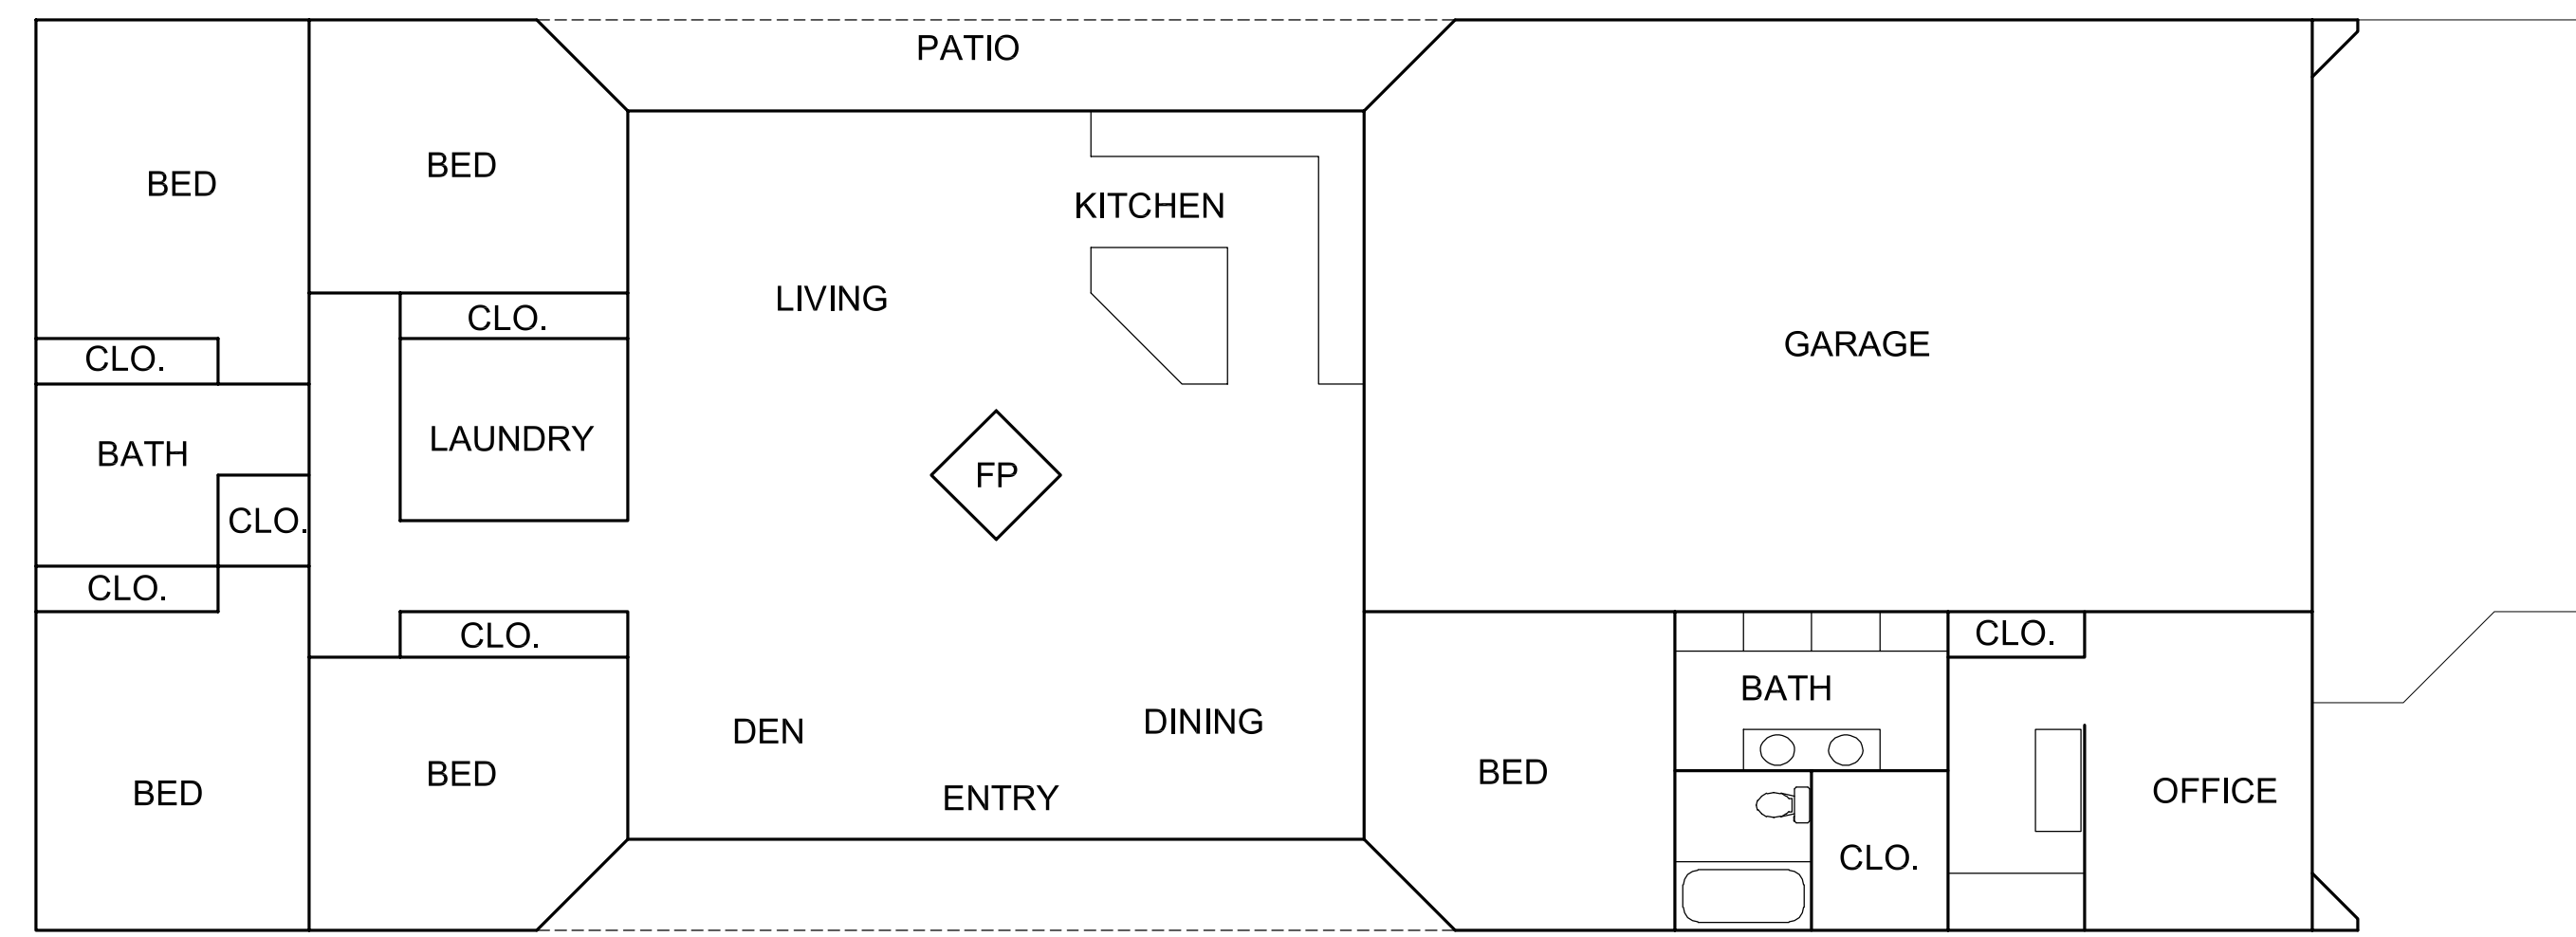 PATIO
BED
BED
KITCHEN
LIVING
CLO.
GARAGE
CLO.
LAUNDRY
BATH
FP
CLO.
CLO.
CLO.
CLO.
BATH
DEN
DINING
BED
BED
BED
OFFICE
ENTRY
CLO.